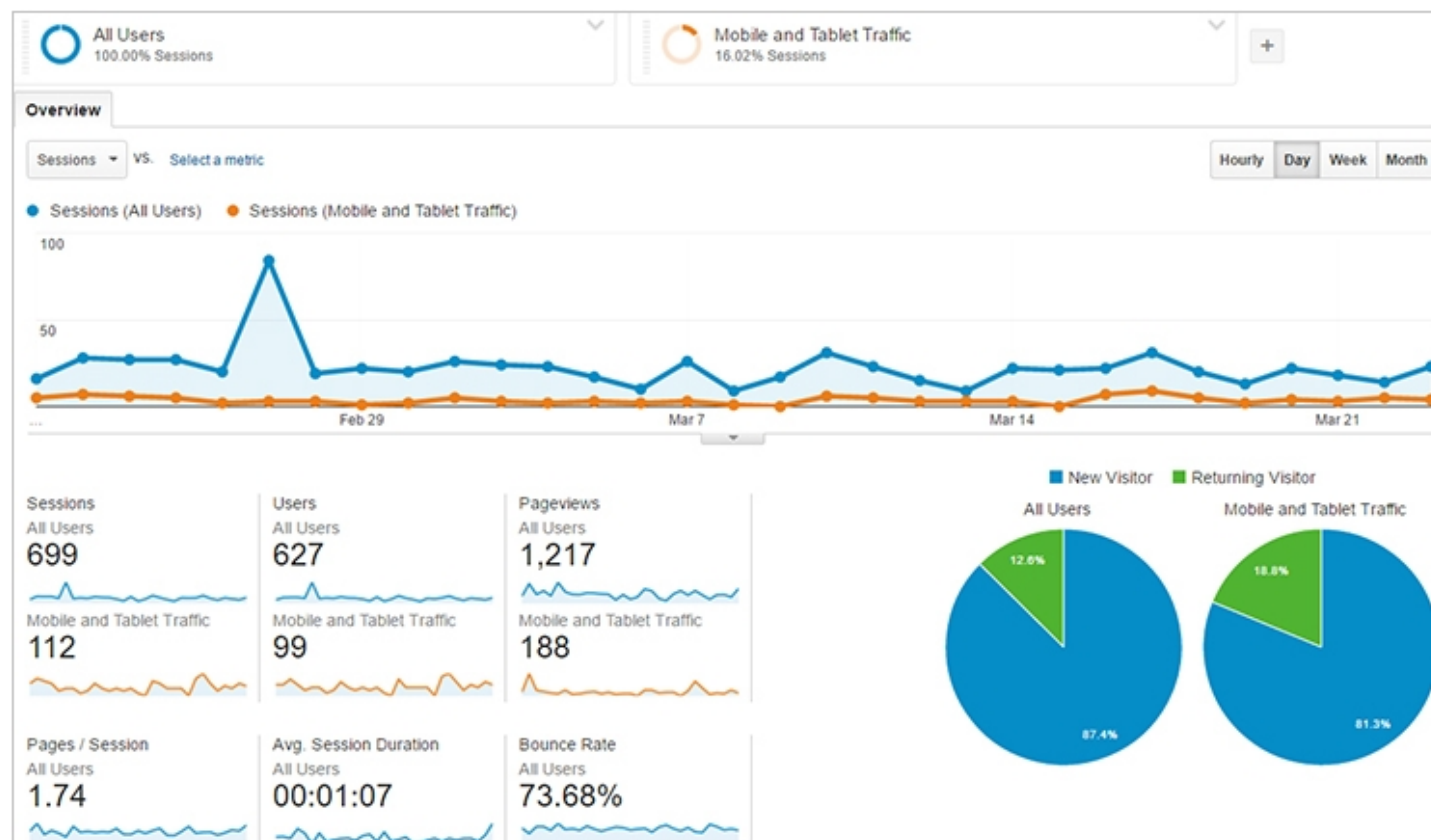 All Users
100.00% Sessions
Mobile and Tablet Traffic
16.02% Sessions
+
Overview
Sessions VS. Select a metric
Hourly Day Week Month
Sessions (All Users) Sessions (Mobile and Tablet Traffic)
100
50
... Feb 29 Mar 7 Mar 14 Mar 21
New Visitor Returning Visitor
All Users Mobile and Tablet Traffic
12.6% 18.8%
87.4% 81.3%
Sessions Users Pageviews
All Users All Users All Users
699 627 1,217
Mobile and Tablet Traffic Mobile and Tablet Traffic Mobile and Tablet Traffic
112 99 188
Pages / Session Avg. Session Duration Bounce Rate
All Users All Users All Users
1.74 00:01:07 73.68%